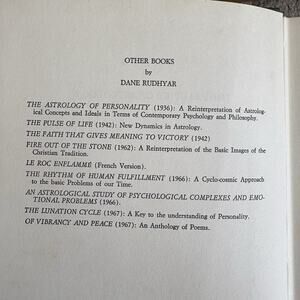 OTHER BOOKS
by
DANE RUDHYAR
THE ASTROLOGY OF PERSONALITY (1936): A Reinterpretation of Astrolog-
ical Concepts and Ideals in Terms of Contemporary Psychology and Philosophy.
THE PULSE OF LIFE (1942): New Dynamics in Astrology.
THE FAITH THAT GIVES MEANING TO VICTORY (1942)
FIRE OUT OF THE STONE (1962): A Reinterpretation of the Basic Images of the
Christian Tradition.
LE ROC ENFLAMMÉ (French Version).
THE RHYTHM OF HUMAN FULFILLMENT (1966): A Cyclo-cosmic Approach
to the basic Problems of our Time.
AN ASTROLOGICAL STUDY OF PSYCHOLOGICAL COMPLEXES AND EMO-
TIONAL PROBLEMS (1966).
THE LUNATION CYCLE (1967): A Key to the understanding of Personality.
OF VIBRANCY AND PEACE (1967): An Anthology of Poems.